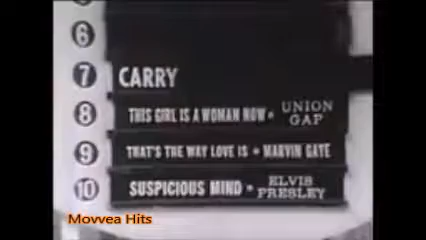 6
7 CARRY
8 THIS GIRL IS A WOMAN NOW • UNION GAP
9 THAT'S THE WAY LOVE IS • MARVIN GAYE
10 SUSPICIOUS MIND • ELVIS PRESLEY
Movvea Hits